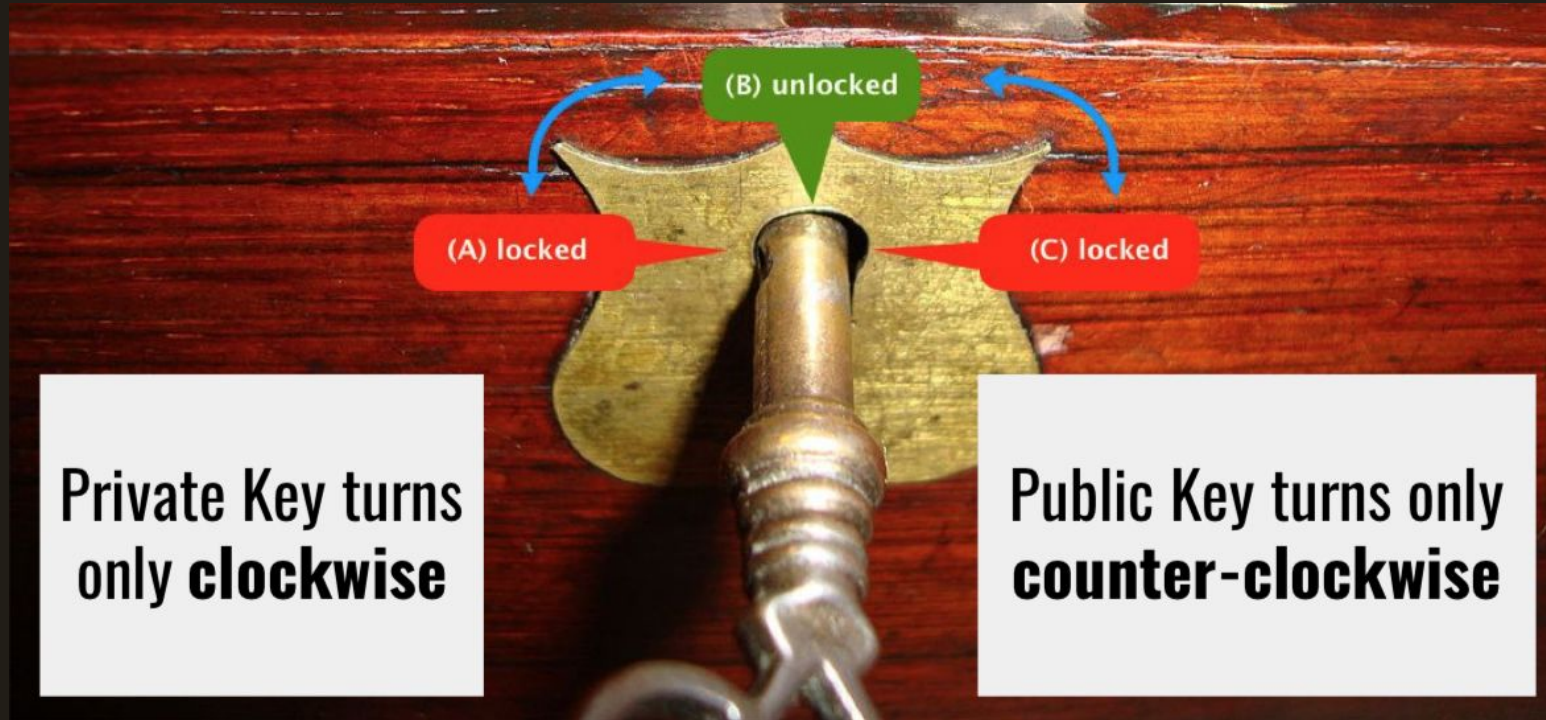 (B) unlocked
(A) locked
(C) locked
Private Key turns
only clockwise
Public Key turns only
counter-clockwise